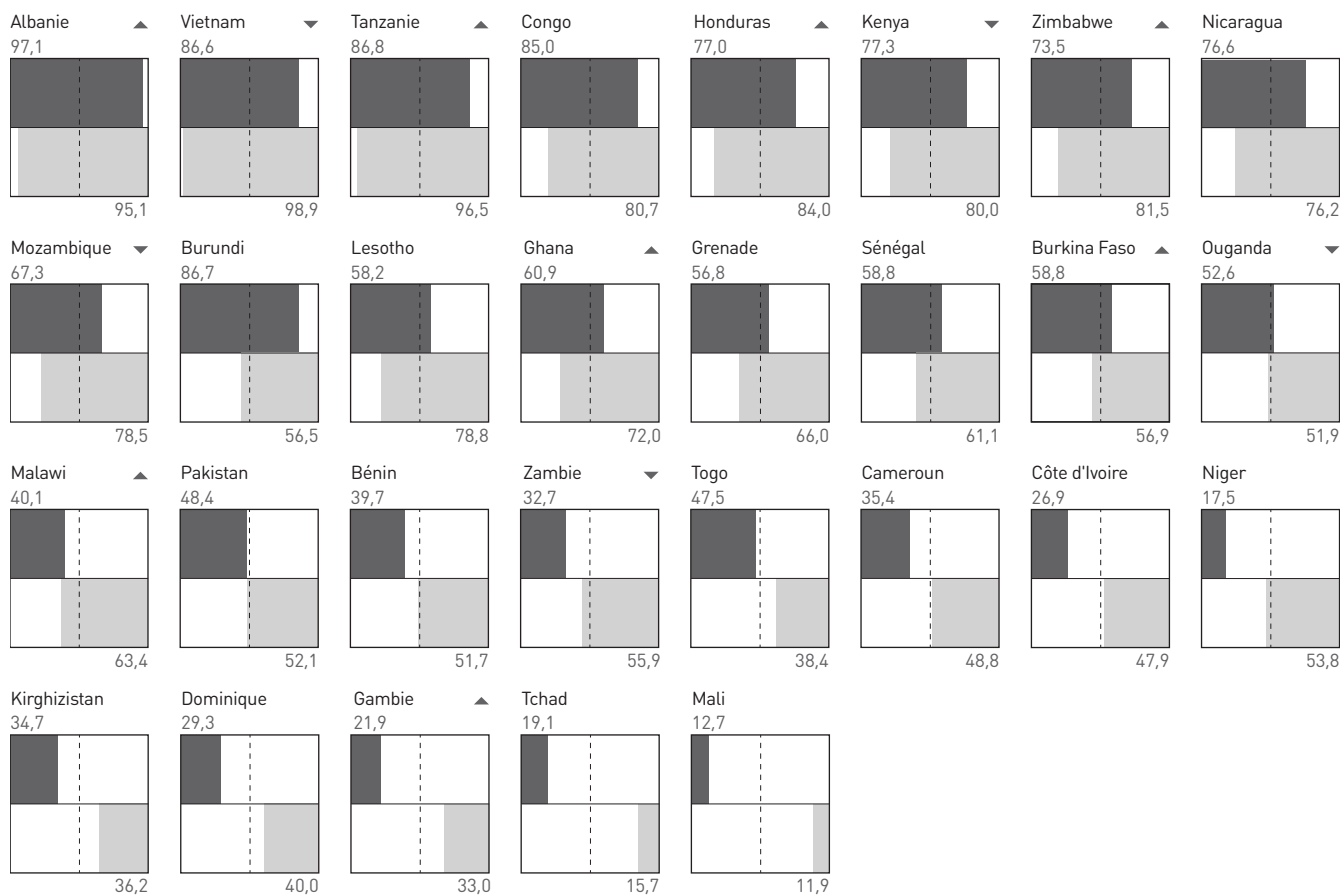 Albanie ▲ Vietnam ▼ Tanzanie ▲ Congo Honduras ▲ Kenya ▼ Zimbabwe ▲ Nicaragua
97,1 86,6 86,8 85,0 77,0 77,3 73,5 76,6
95,1 98,9 96,5 80,7 84,0 80,0 81,5 76,2
Mozambique ▼ Burundi Lesotho Ghana ▲ Grenade Sénégal Burkina Faso ▲ Ouganda ▼
67,3 86,7 58,2 60,9 56,8 58,8 58,8 52,6
78,5 56,5 78,8 72,0 66,0 61,1 56,9 51,9
Malawi ▲ Pakistan Bénin Zambie ▼ Togo Cameroun Côte d'Ivoire Niger
40,1 48,4 39,7 32,7 47,5 35,4 26,9 17,5
63,4 52,1 51,7 55,9 38,4 48,8 47,9 53,8
Kirghizistan Dominique Gambie ▲ Tchad Mali
34,7 29,3 21,9 19,1 12,7
36,2 40,0 33,0 15,7 11,9